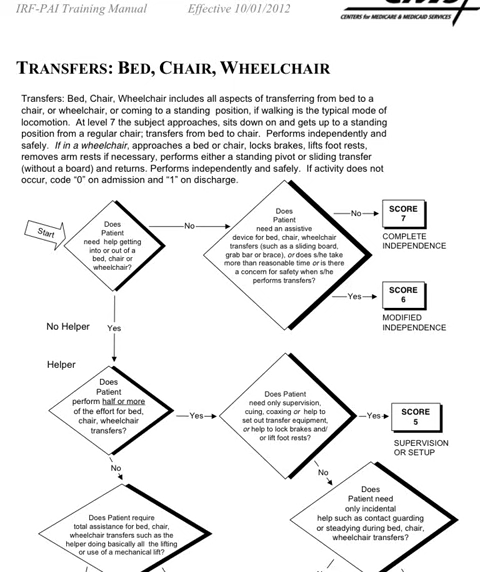 IRF-PAI Training Manual Effective 10/01/2012
CENTERS for MEDICARE & MEDICAID SERVICES
TRANSFERS: BED, CHAIR, WHEELCHAIR
Transfers: Bed, Chair, Wheelchair includes all aspects of transferring from bed to a
chair, or wheelchair, or coming to a standing position, if walking is the typical mode of
locomotion. At level 7 the subject approaches, sits down on and gets up to a standing
position from a regular chair; transfers from bed to chair. Performs independently and
safely. If in a wheelchair, approaches a bed or chair, locks brakes, lifts foot rests,
removes arm rests if necessary, performs either a standing pivot or sliding transfer
(without a board) and returns. Performs independently and safely. If activity does not
occur, code “0” on admission and “1” on discharge.
Start
Does
Patient
need help getting
into or out of a
bed, chair or
wheelchair?
No
Does
Patient
need an assistive
device for bed, chair, wheelchair
transfers (such as a sliding board,
grab bar or brace), or does s/he take
more than reasonable time or is there
a concern for safety when s/he
performs transfers?
No
SCORE
7
COMPLETE
INDEPENDENCE
Yes
SCORE
6
MODIFIED
INDEPENDENCE
No Helper
Yes
Helper
Does
Patient
perform half or more
of the effort for bed,
chair, wheelchair
transfers?
Yes
Does Patient
need only supervision,
cuing, coaxing or help to
set out transfer equipment,
or help to lock brakes and/
or lift foot rests?
Yes
SCORE
5
SUPERVISION
OR SETUP
No
No
Does Patient require
total assistance for bed, chair,
wheelchair transfers such as the
helper doing basically all the lifting
or use of a mechanical lift?
Does
Patient need
only incidental
help such as contact guarding
or steadying during bed, chair,
wheelchair transfers?